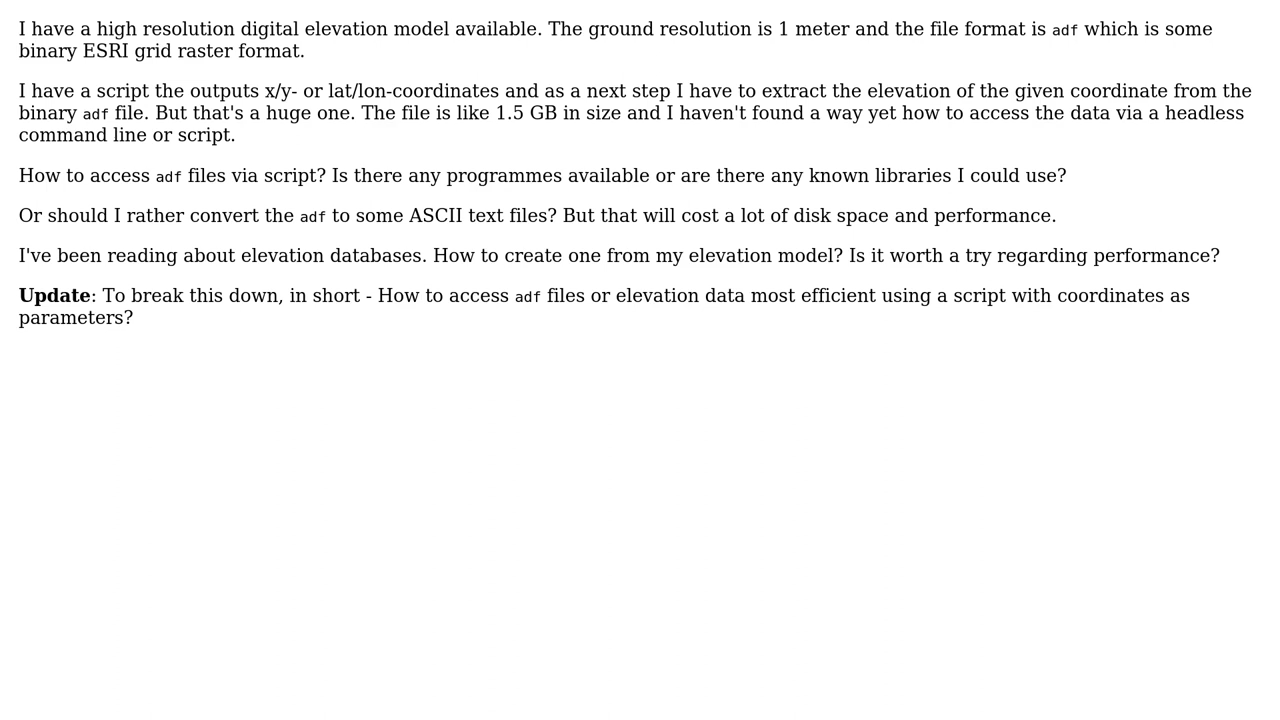 I have a high resolution digital elevation model available. The ground resolution is 1 meter and the file format is adf which is some
binary ESRI grid raster format.
I have a script the outputs x/y- or lat/lon-coordinates and as a next step I have to extract the elevation of the given coordinate from the
binary adf file. But that's a huge one. The file is like 1.5 GB in size and I haven't found a way yet how to access the data via a headless
command line or script.
How to access adf files via script? Is there any programmes available or are there any known libraries I could use?
Or should I rather convert the adf to some ASCII text files? But that will cost a lot of disk space and performance.
I've been reading about elevation databases. How to create one from my elevation model? Is it worth a try regarding performance?
Update: To break this down, in short - How to access adf files or elevation data most efficient using a script with coordinates as
parameters?